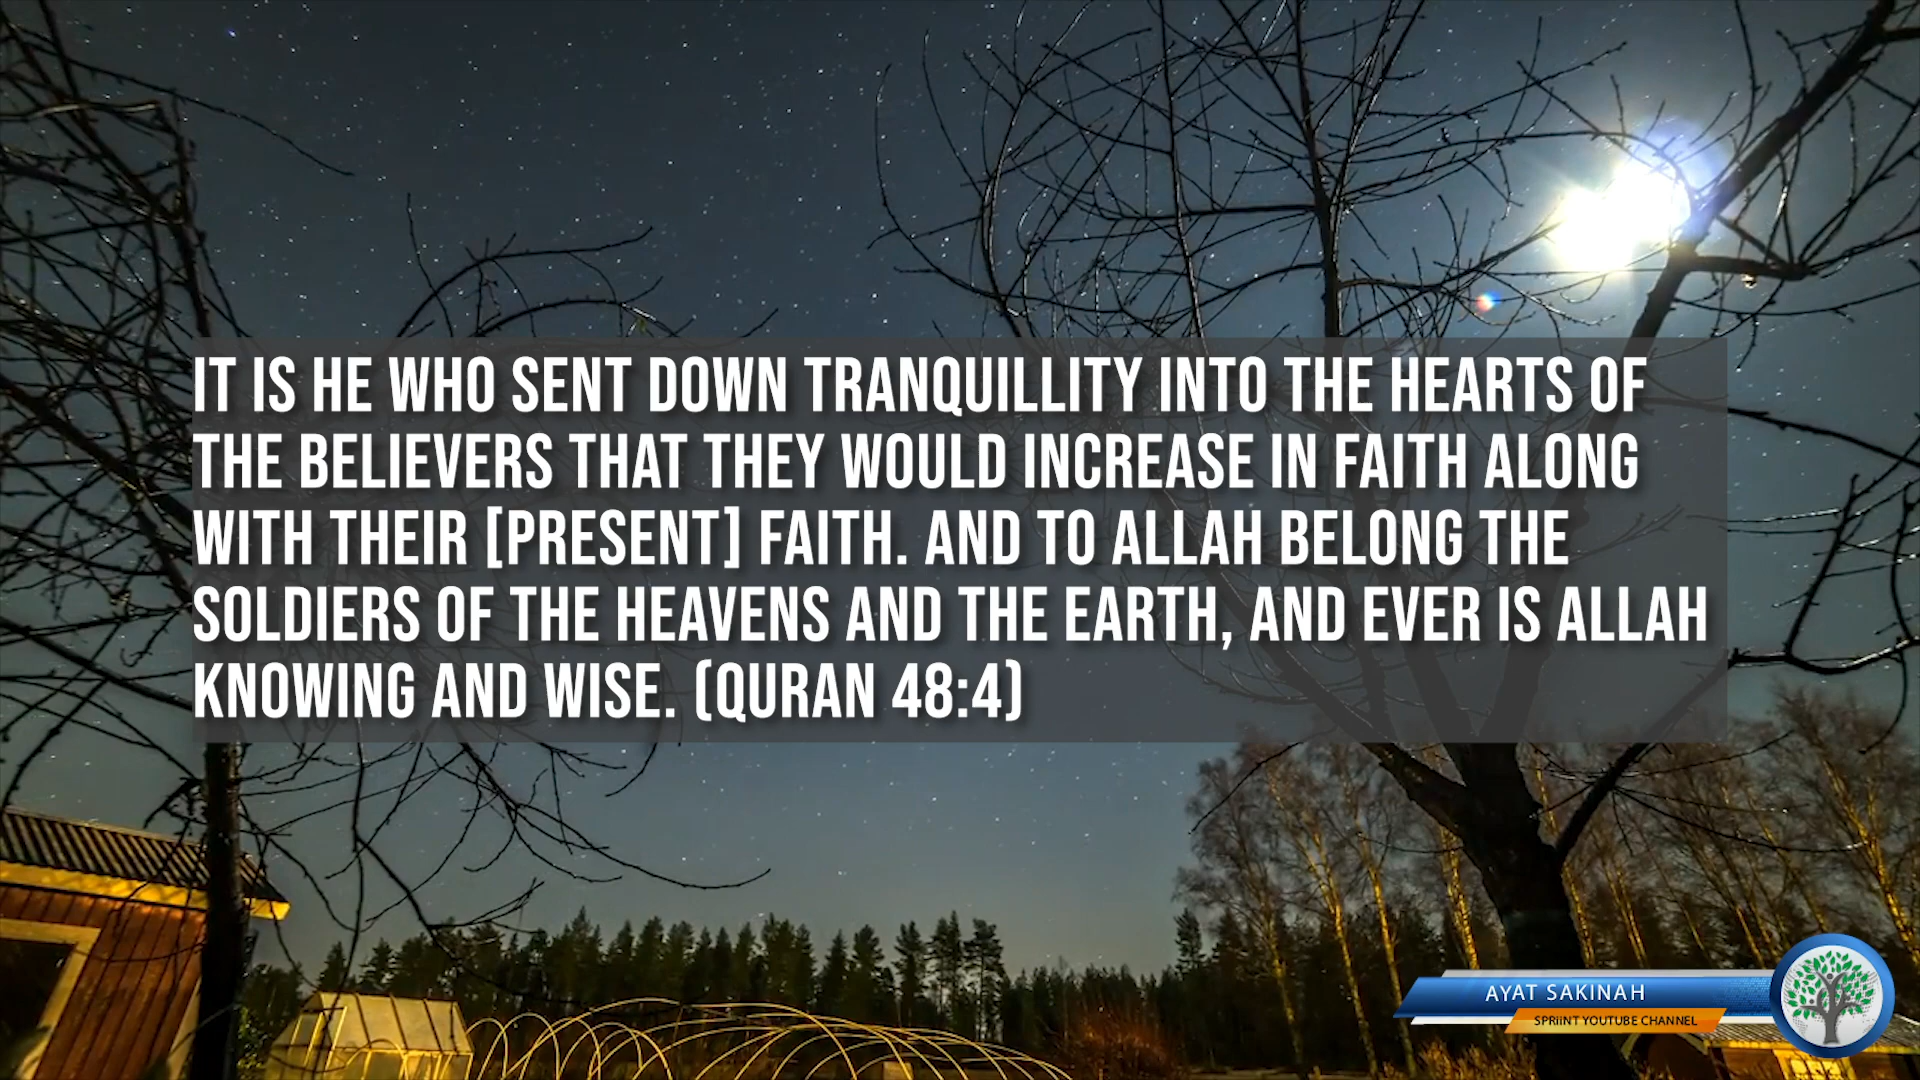 IT IS HE WHO SENT DOWN TRANQUILLITY INTO THE HEARTS OF
THE BELIEVERS THAT THEY WOULD INCREASE IN FAITH ALONG
WITH THEIR [PRESENT] FAITH. AND TO ALLAH BELONG THE
SOLDIERS OF THE HEAVENS AND THE EARTH, AND EVER IS ALLAH
KNOWING AND WISE. (QURAN 48:4)
AYAT SAKINAH
SPRiiNT YOUTUBE CHANNEL